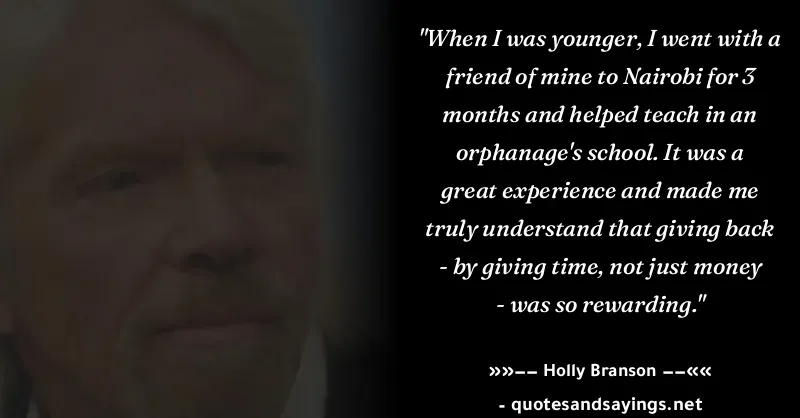 "When I was younger, I went with a
friend of mine to Nairobi for 3
months and helped teach in an
orphanage's school. It was a
great experience and made me
truly understand that giving back
- by giving time, not just money
- was so rewarding."
»»–– Holly Branson ––««
- quotesandsayings.net